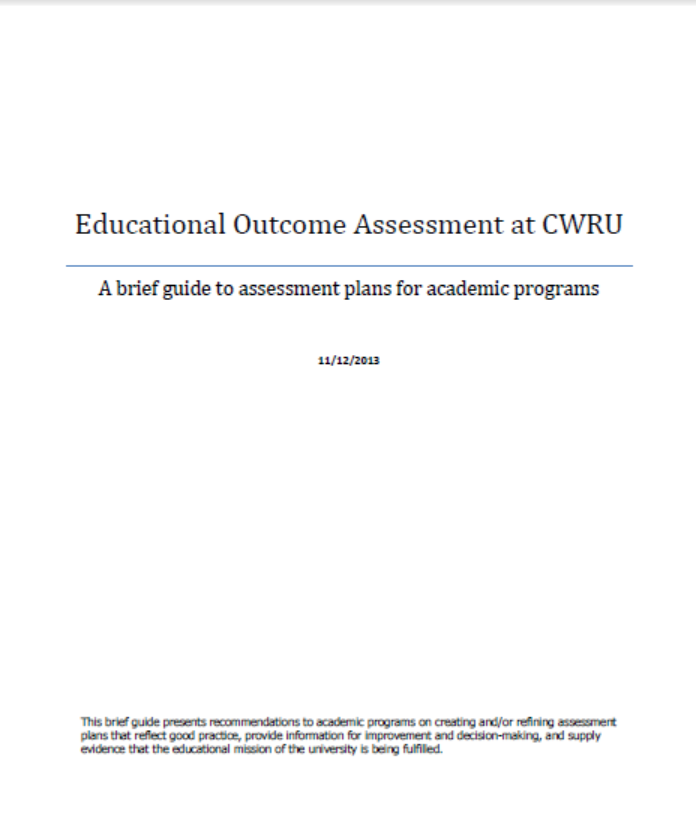 Educational Outcome Assessment at CWRU
A brief guide to assessment plans for academic programs
11/12/2013
This brief guide presents recommendations to academic programs on creating and/or refining assessment
plans that reflect good practice, provide information for improvement and decision-making, and supply
evidence that the educational mission of the university is being fulfilled.